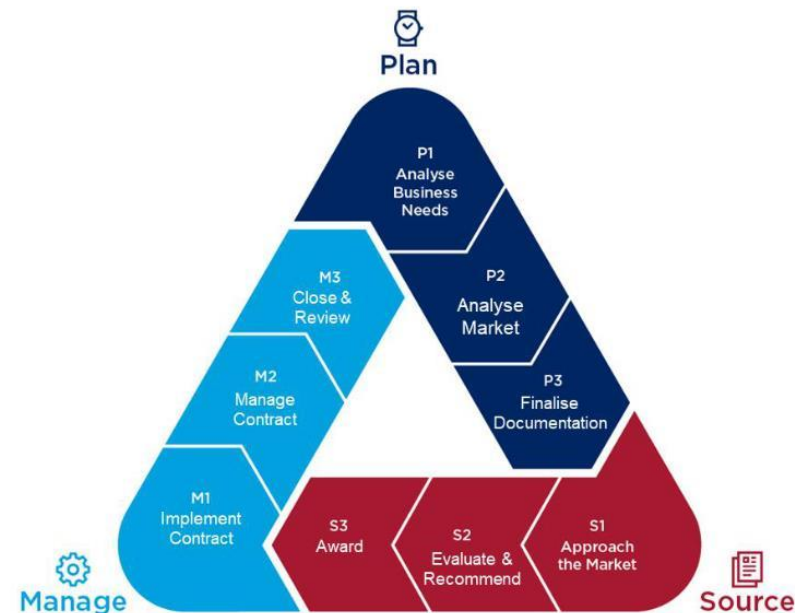 Plan
P1
Analyse
Business
Needs
P2
Analyse
Market
P3
Finalise
Documentation
S1
Approach
the Market
S2
Evaluate &
Recommend
S3
Award
M1
Implement
Contract
M2
Manage
Contract
M3
Close &
Review
Manage
Source